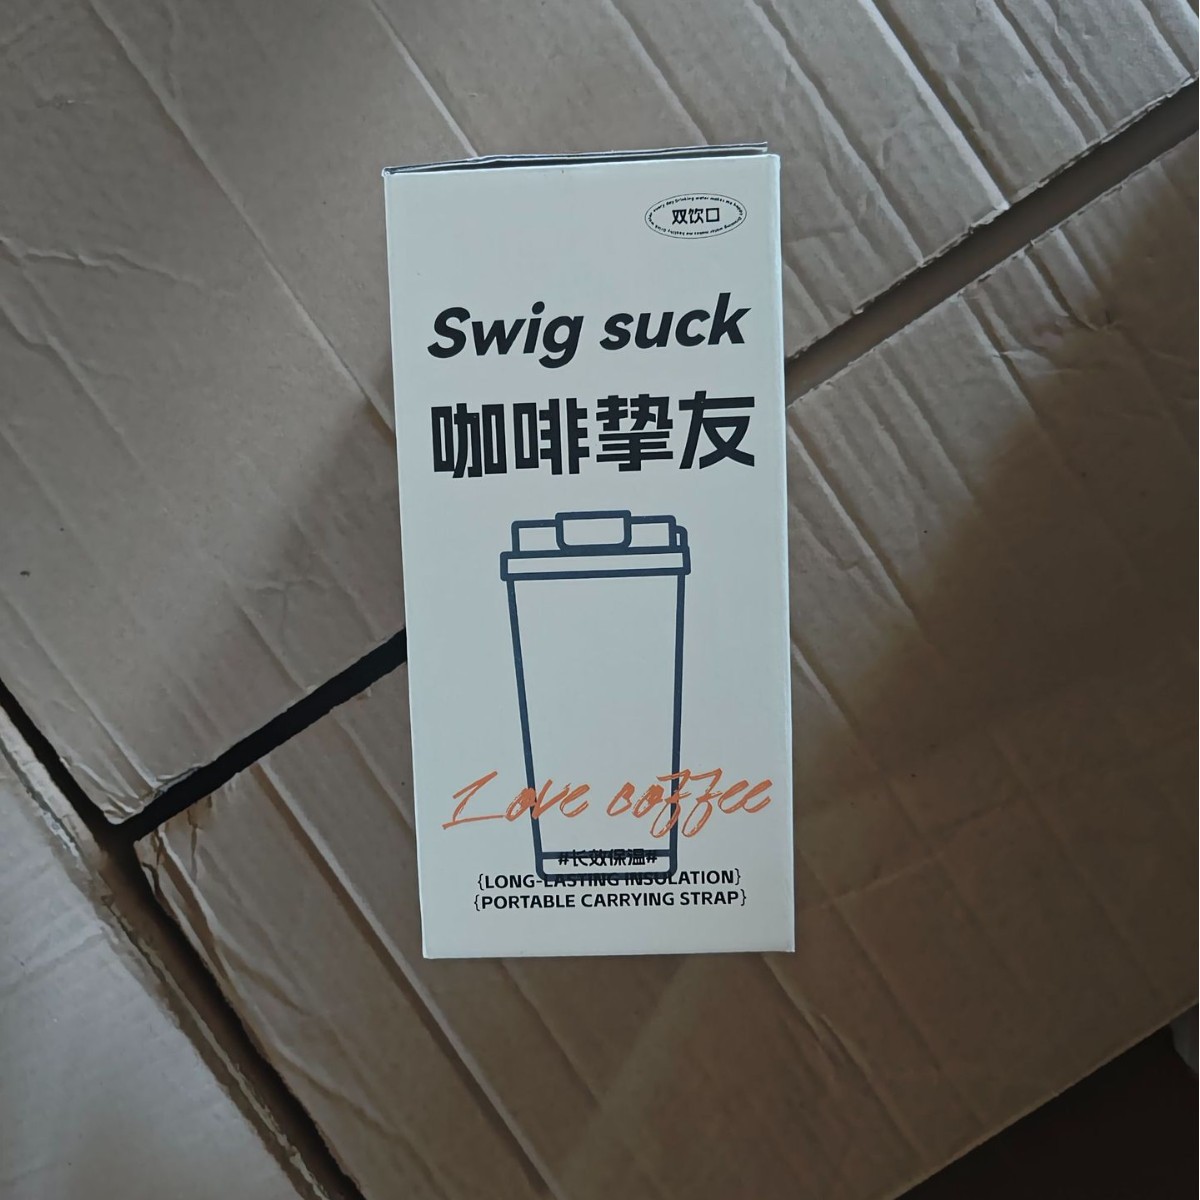 双饮口
Swig suck
咖啡挚友
Love coffee
#长效保温#
{LONG-LASTING INSULATION}
{PORTABLE CARRYING STRAP}